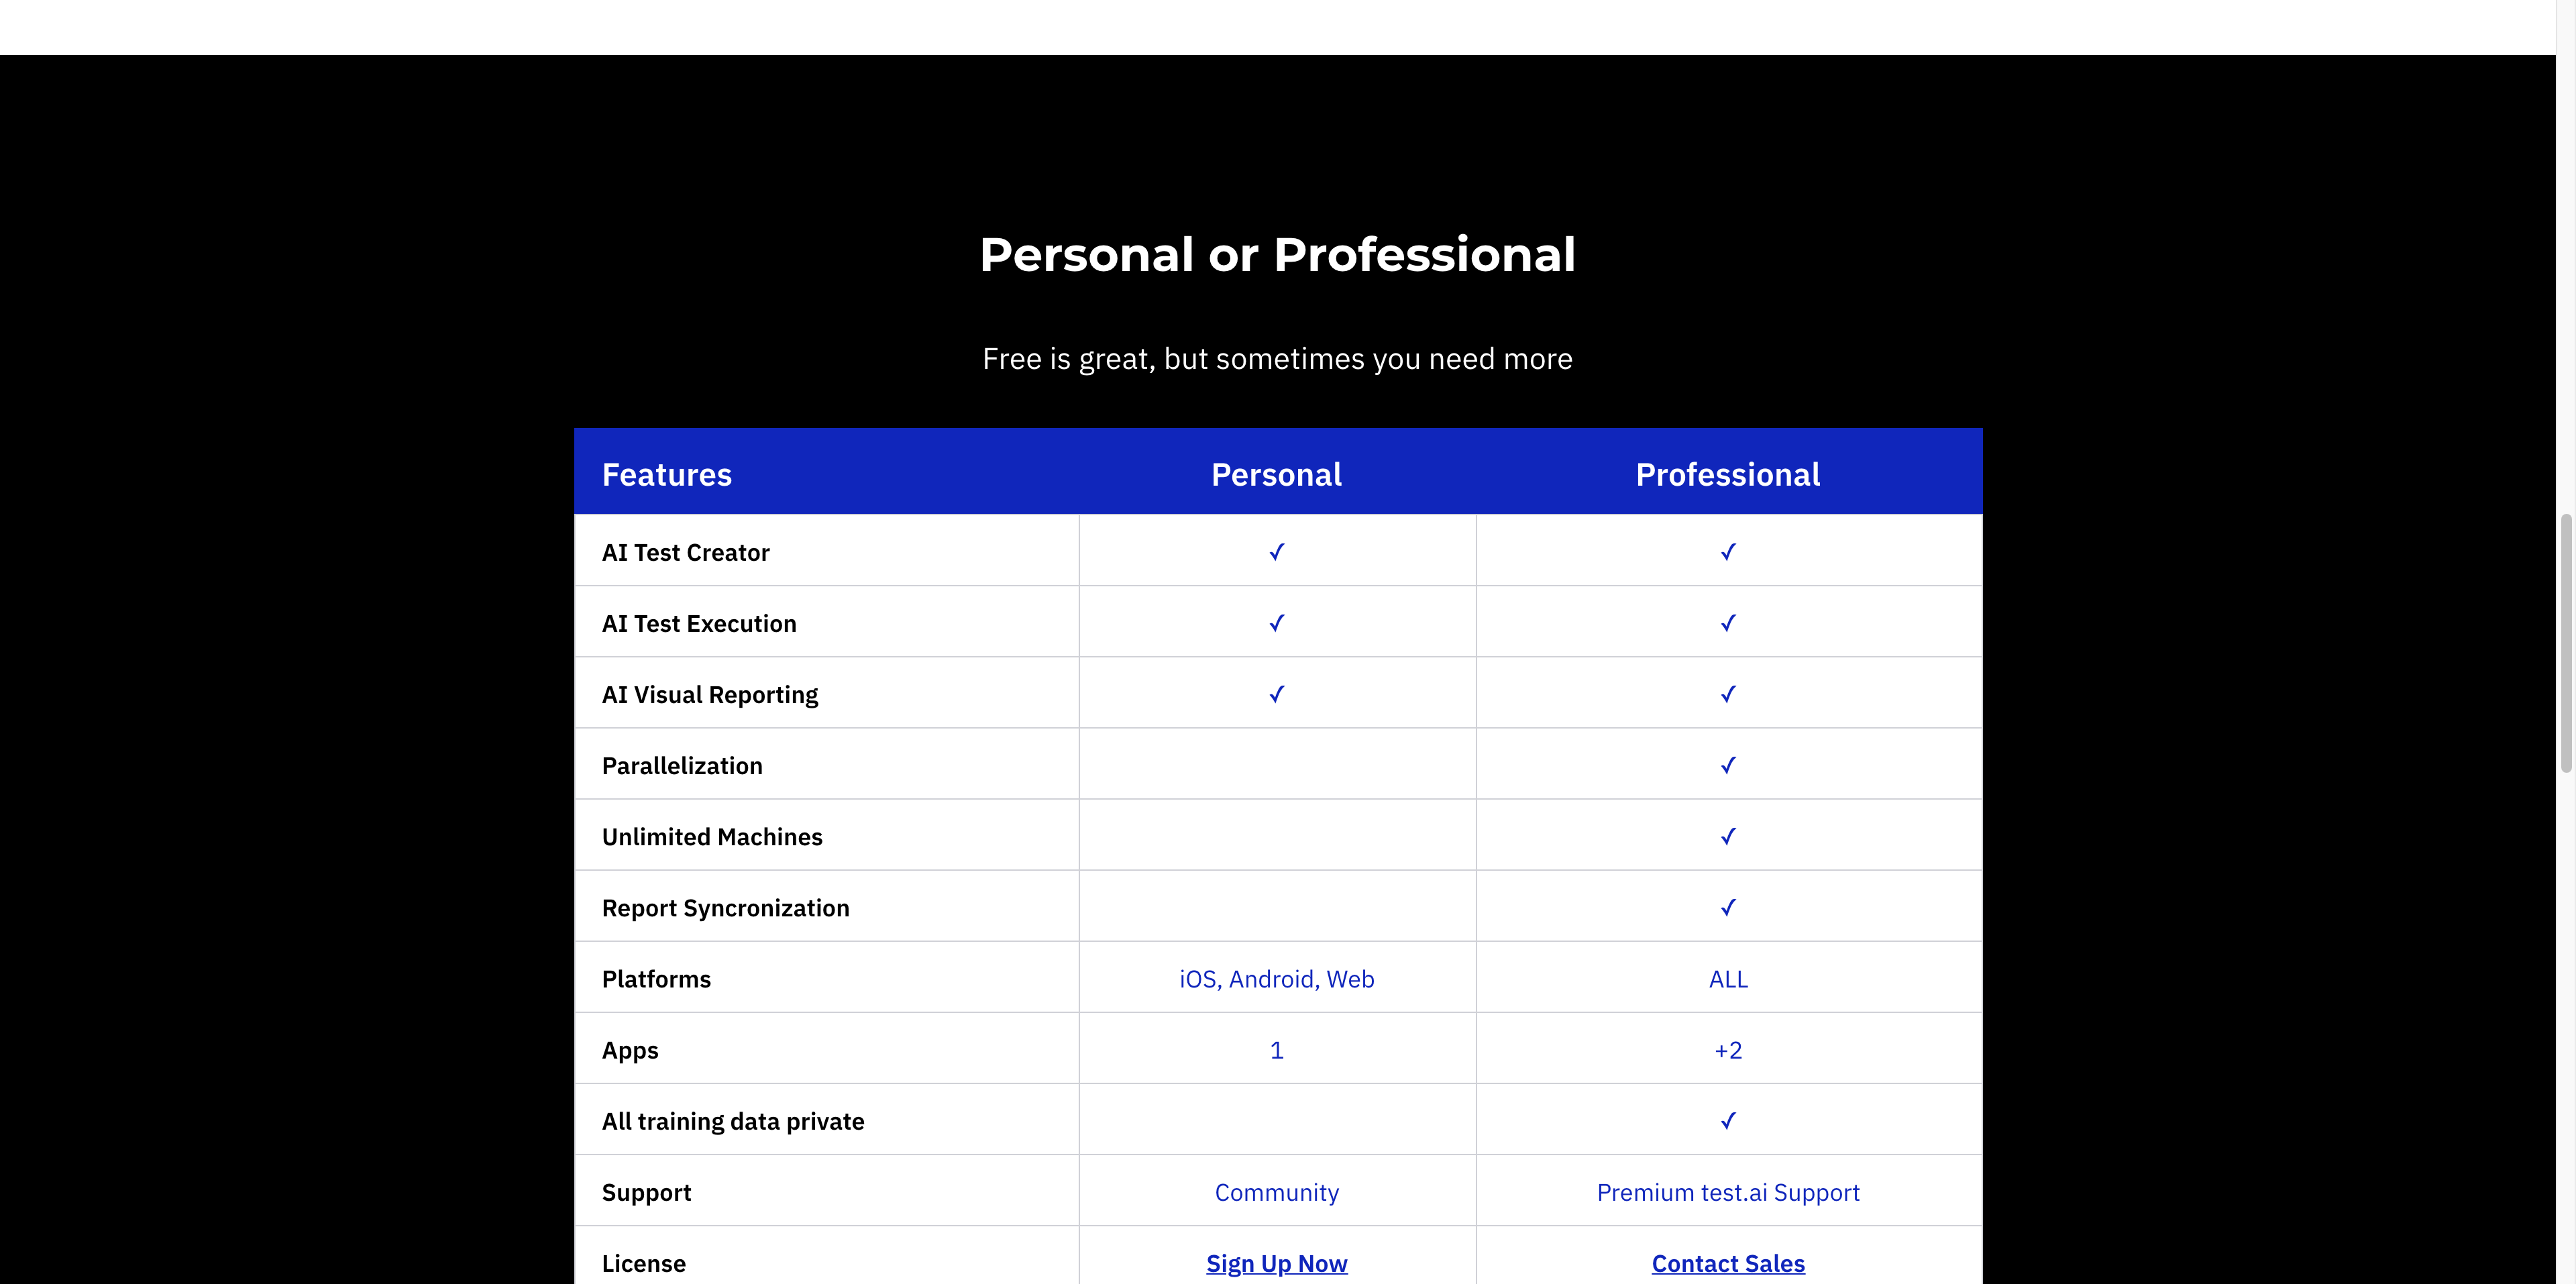 Personal or Professional
Free is great, but sometimes you need more
Features Personal Professional
AI Test Creator ✓ ✓
AI Test Execution ✓ ✓
AI Visual Reporting ✓ ✓
Parallelization ✓
Unlimited Machines ✓
Report Syncronization ✓
Platforms iOS, Android, Web ALL
Apps 1 +2
All training data private ✓
Support Community Premium test.ai Support
License Sign Up Now Contact Sales